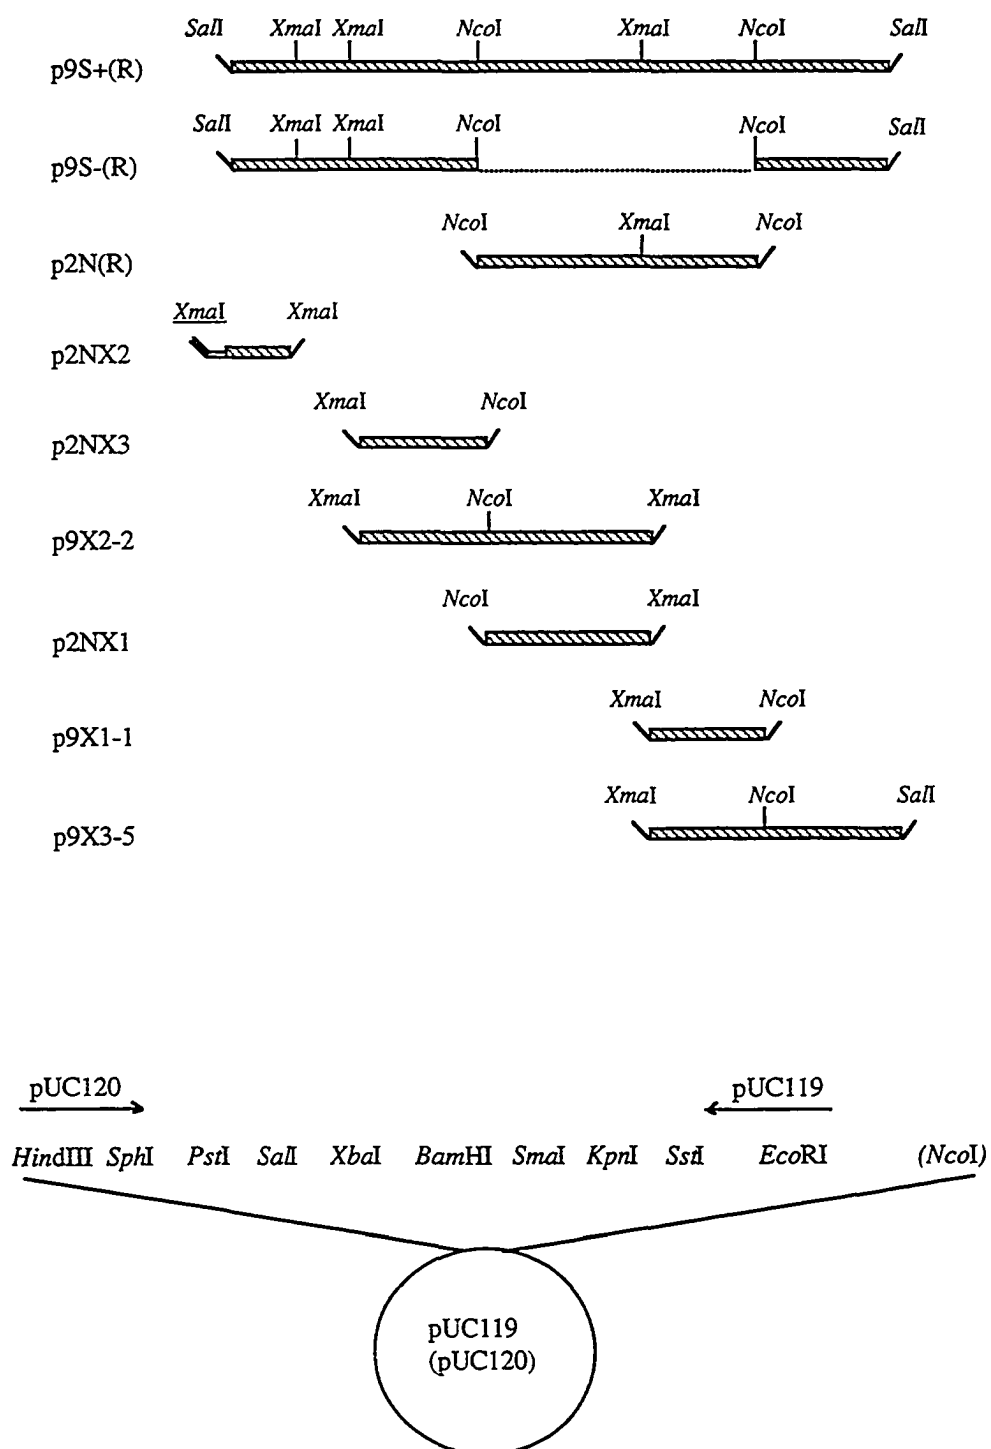 SalI XmaI XmaI NcoI XmaI NcoI SalI
p9S+(R)
SalI XmaI XmaI NcoI NcoI SalI
p9S-(R)
NcoI XmaI NcoI
p2N(R)
XmaI XmaI
p2NX2
XmaI NcoI
p2NX3
XmaI NcoI XmaI
p9X2-2
NcoI XmaI
p2NX1
XmaI NcoI
p9X1-1
XmaI NcoI SalI
p9X3-5
pUC120 pUC119
HindIII SphI PstI SalI XbaI BamHI SmaI KpnI SstI EcoRI (NcoI)
pUC119
(pUC120)